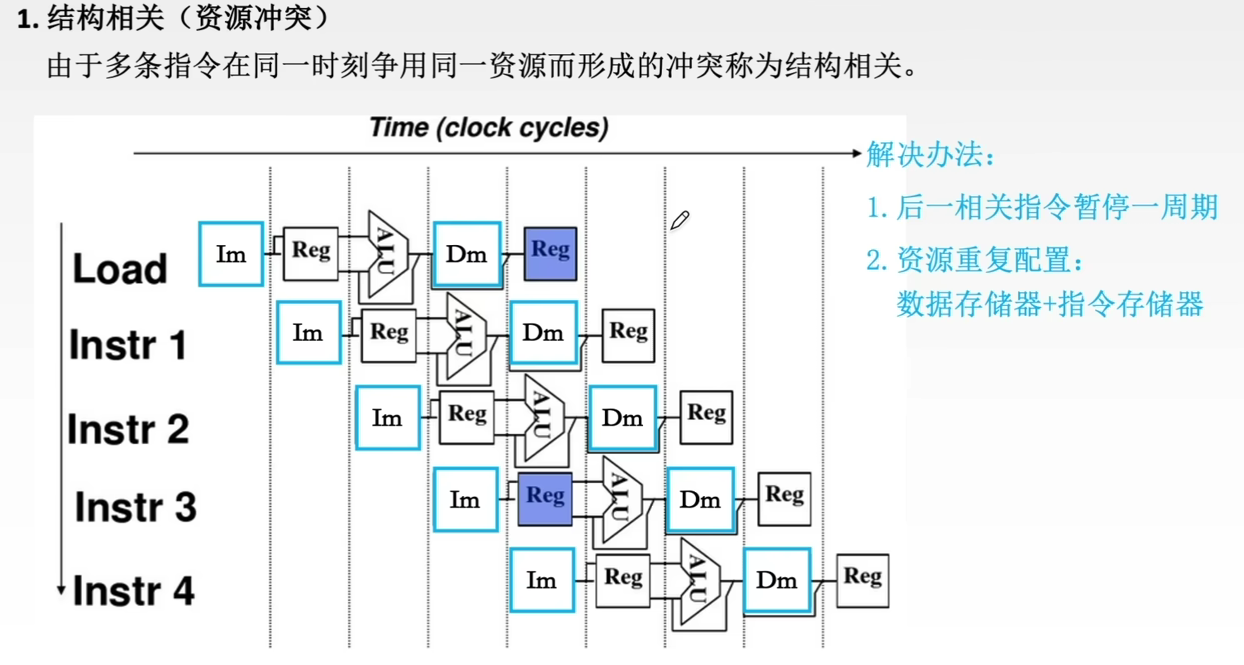 1. 结构相关（资源冲突）
由于多条指令在同一时刻争用同一资源而形成的冲突称为结构相关。
Time (clock cycles)
解决办法：
1. 后一相关指令暂停一周期
2. 资源重复配置：
数据存储器+指令存储器
Load Im Reg ALU Dm Reg
Instr 1 Im Reg ALU Dm Reg
Instr 2 Im Reg ALU Dm Reg
Instr 3 Im Reg ALU Dm Reg
Instr 4 Im Reg ALU Dm Reg